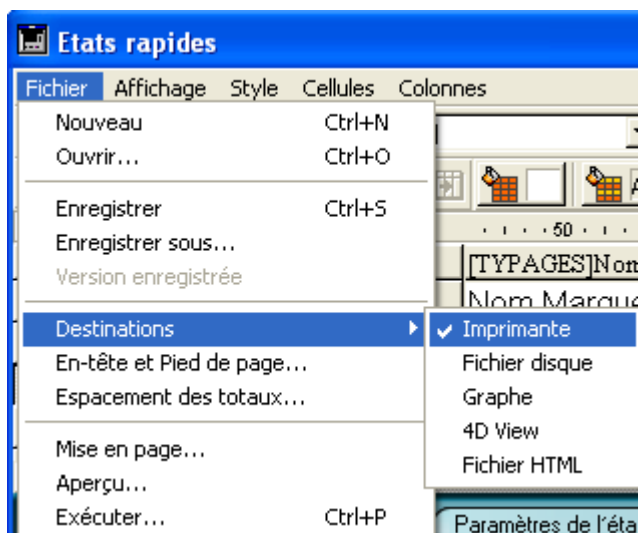 Etats rapides
Fichier Affichage Style Cellules Colonnes
Nouveau Ctrl+N
Ouvrir... Ctrl+O
Enregistrer Ctrl+S
Enregistrer sous...
50
Version enregistrée
[TYPAGES]Nom
Nom Marque
Destinations
Imprimante
En-tête et Pied de page...
Fichier disque
Espacement des totaux...
Graphe
4D View
Mise en page...
Fichier HTML
Aperçu...
Exécuter... Ctrl+P
Paramètres de l'éta